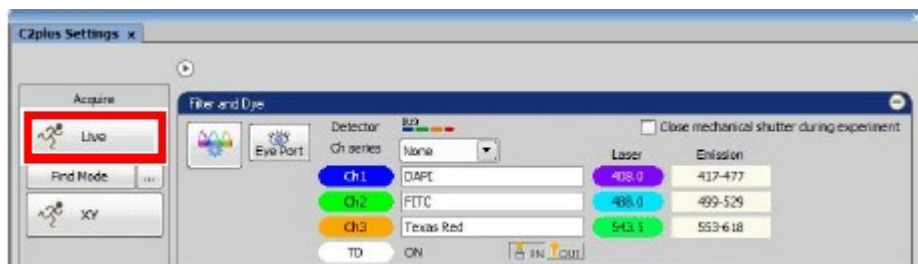 C2plus Settings x
Acquire
Live
Find Mode ...
XY
Filter and Dye
Eye Port
Detector
Ch series None
Close mechanical shutter during experiment
Laser Emission
Ch1 DAPI 408.0 417-477
Ch2 FITC 488.0 499-529
Ch3 Texas Red 543.5 553-618
TD ON IN OUT